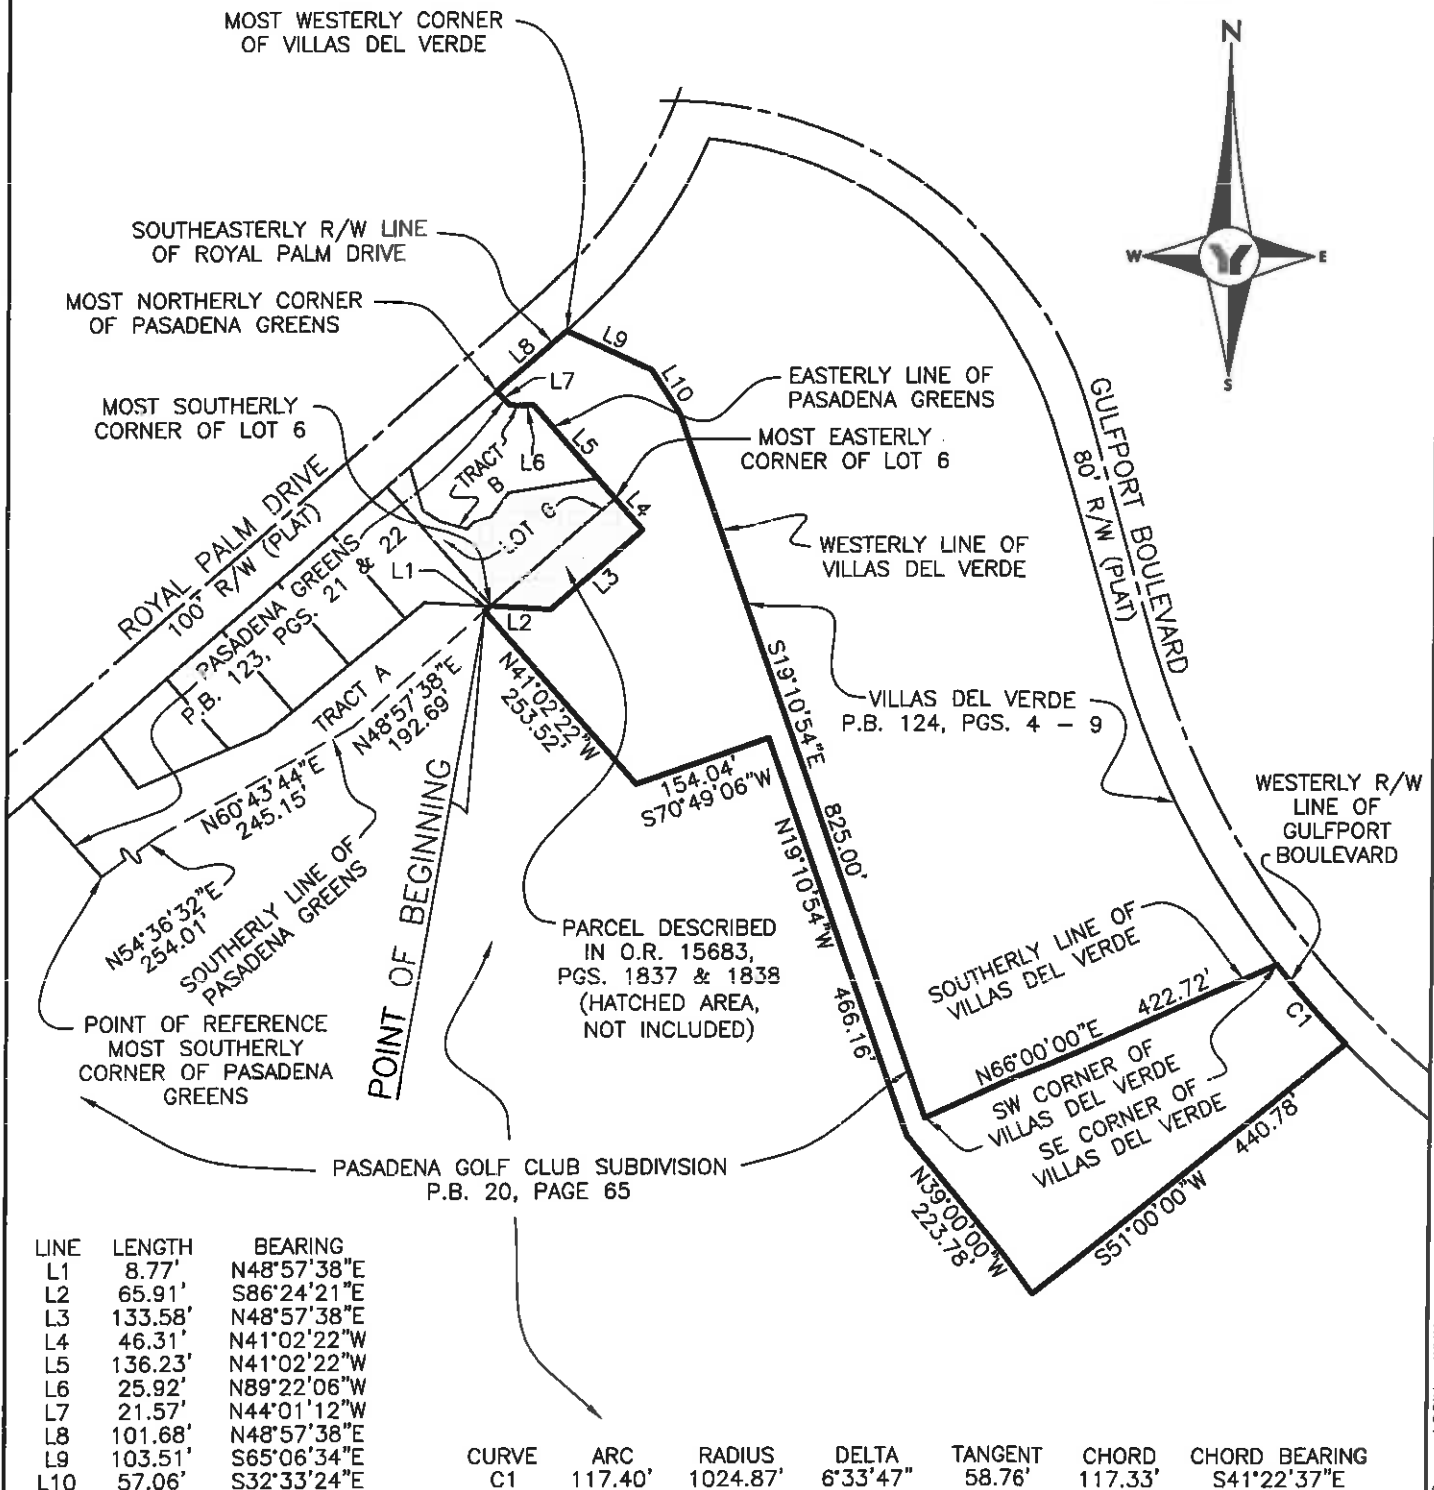 MOST WESTERLY CORNER
OF VILLAS DEL VERDE
N
W
E
S
SOUTHEASTERLY R/W LINE
OF ROYAL PALM DRIVE
MOST NORTHERLY CORNER
OF PASADENA GREENS
L8
L9
L7
L10
EASTERLY LINE OF
PASADENA GREENS
MOST SOUTHERLY
CORNER OF LOT 6
MOST EASTERLY
CORNER OF LOT 6
L5
L6
TRACT
B
L4
LOT 6
L3
L1
L2
ROYAL PALM DRIVE
100' R/W (PLAT)
PASADENA GREENS
P.B. 123, PGS. 21 & 22
GULFPORT BOULEVARD
80' R/W (PLAT)
WESTERLY LINE OF
VILLAS DEL VERDE
TRACT A
N48°57'38"E
192.69'
N41°02'22"W
253.52'
S19°10'54"E
825.00'
VILLAS DEL VERDE
P.B. 124, PGS. 4 – 9
154.04'
S70°49'06"W
N60°43'44"E
245.15'
WESTERLY R/W
LINE OF
GULFPORT
BOULEVARD
N19°10'54"W
466.16'
N54°36'32"E
254.01'
SOUTHERLY LINE OF
PASADENA GREENS
POINT OF BEGINNING
PARCEL DESCRIBED
IN O.R. 15683,
PGS. 1837 & 1838
(HATCHED AREA,
NOT INCLUDED)
SOUTHERLY LINE OF
VILLAS DEL VERDE
N66°00'00"E
422.72'
C1
POINT OF REFERENCE
MOST SOUTHERLY
CORNER OF PASADENA
GREENS
SW CORNER OF
VILLAS DEL VERDE
SE CORNER OF
VILLAS DEL VERDE
440.78'
S51°00'00"W
PASADENA GOLF CLUB SUBDIVISION
P.B. 20, PAGE 65
N39°00'00"W
223.78'
LINE LENGTH BEARING
L1 8.77' N48°57'38"E
L2 65.91' S86°24'21"E
L3 133.58' N48°57'38"E
L4 46.31' N41°02'22"W
L5 136.23' N41°02'22"W
L6 25.92' N89°22'06"W
L7 21.57' N44°01'12"W
L8 101.68' N48°57'38"E
L9 103.51' S65°06'34"E
L10 57.06' S32°33'24"E
CURVE ARC RADIUS DELTA TANGENT CHORD CHORD BEARING
C1 117.40' 1024.87' 6°33'47" 58.76' 117.33' S41°22'37"E